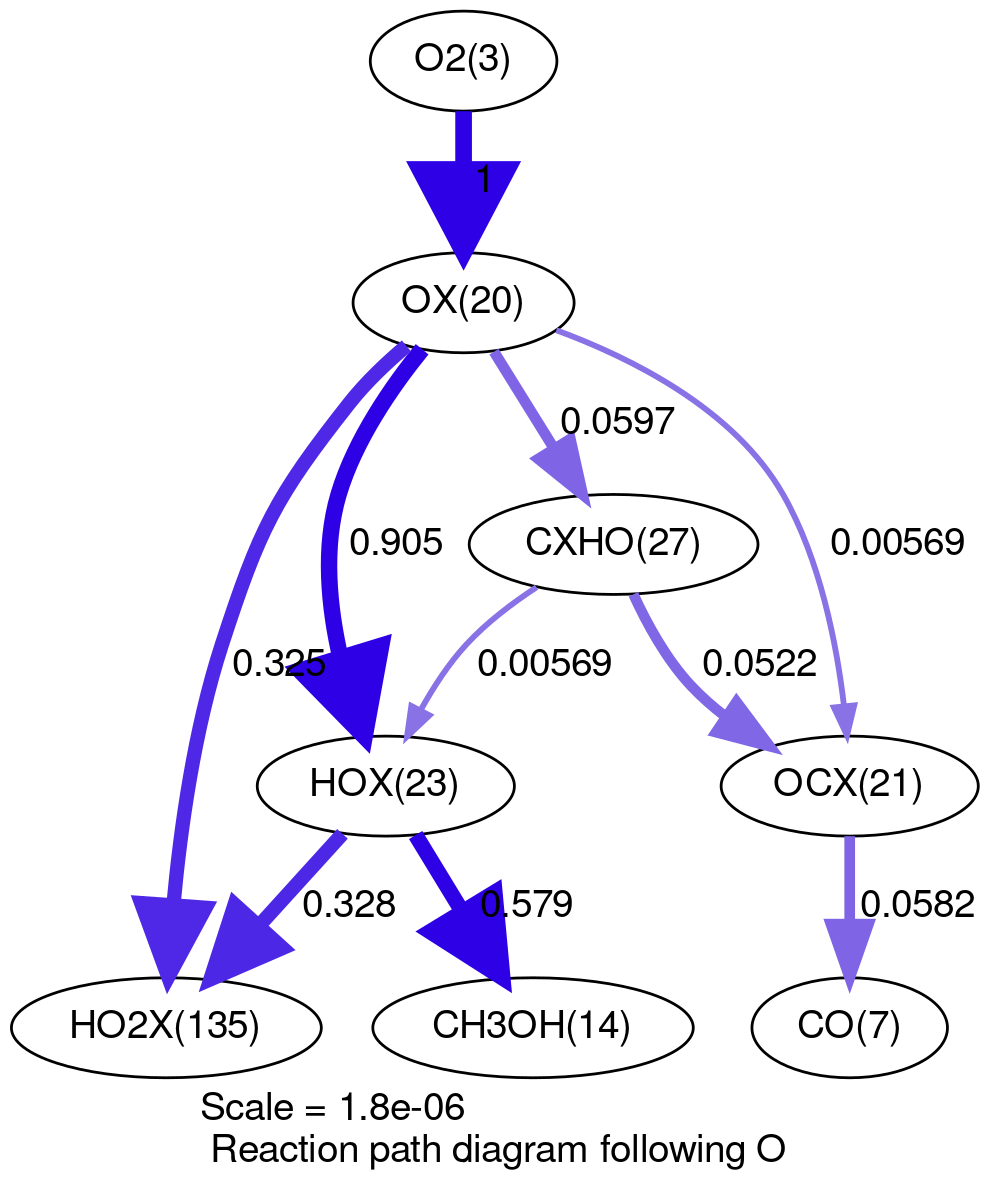 O2(3)
1
OX(20)
0.0597
0.905
CXHO(27)
0.00569
0.325
0.00569
0.0522
HOX(23)
OCX(21)
0.328
0.579
0.0582
HO2X(135)
CH3OH(14)
CO(7)
Scale = 1.8e-06
Reaction path diagram following O